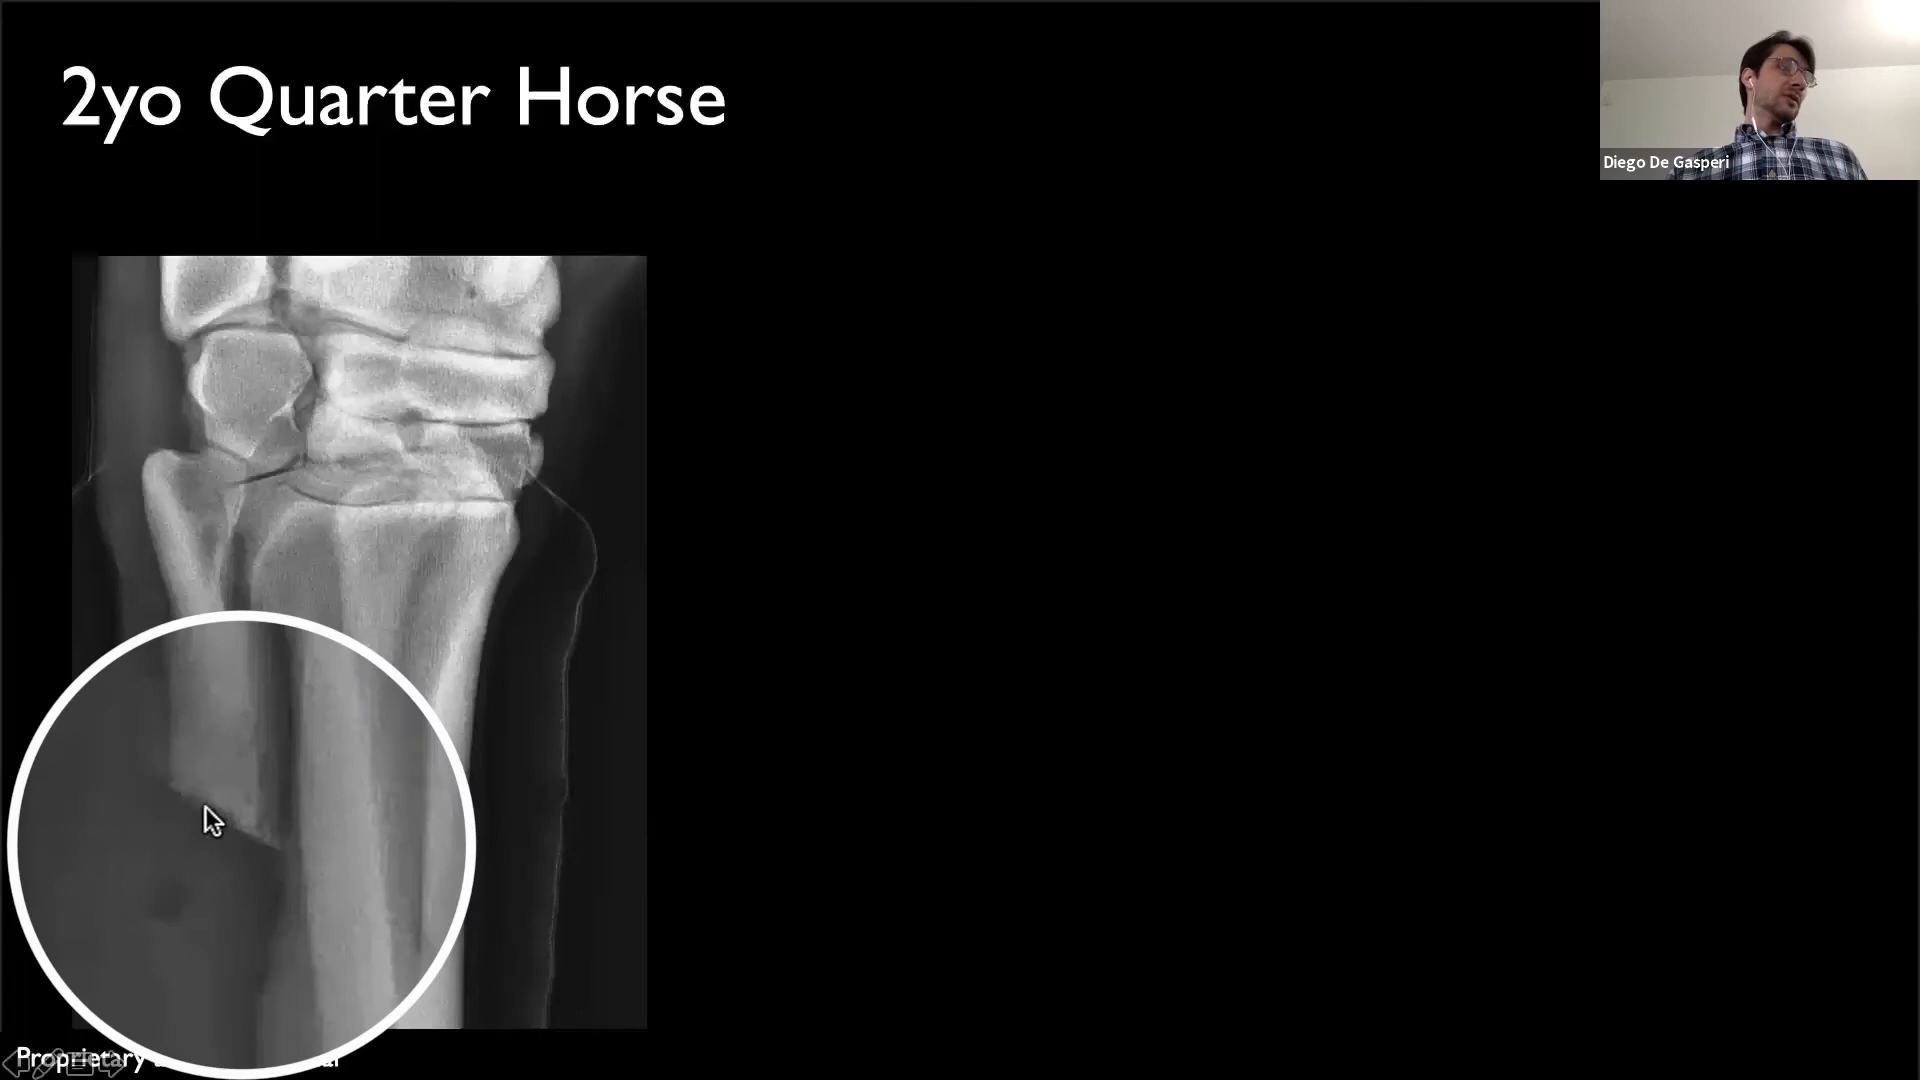 2yo Quarter Horse
Diego De Gasperi
Proprietary